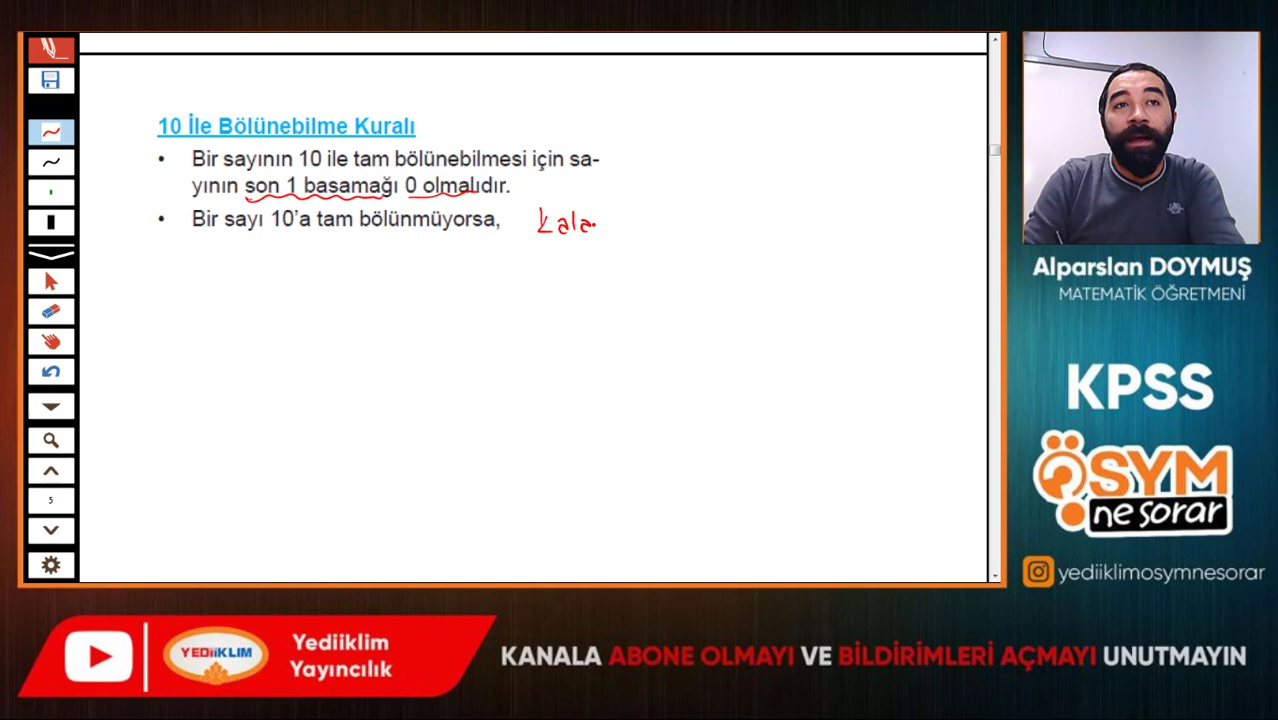 10 İle Bölünebilme Kuralı
• Bir sayının 10 ile tam bölünebilmesi için sa-
yının son 1 basamağı 0 olmalıdır.
• Bir sayı 10'a tam bölünmüyorsa, kala
5
Alparslan DOYMUŞ
MATEMATİK ÖĞRETMENİ
KPSS
ÖSYM
ne sorar
yediiklimosymnesorar
YEDiiKLIM
Yediiklim
Yayıncılık
KANALA ABONE OLMAYI VE BİLDİRİMLERİ AÇMAYI UNUTMAYIN